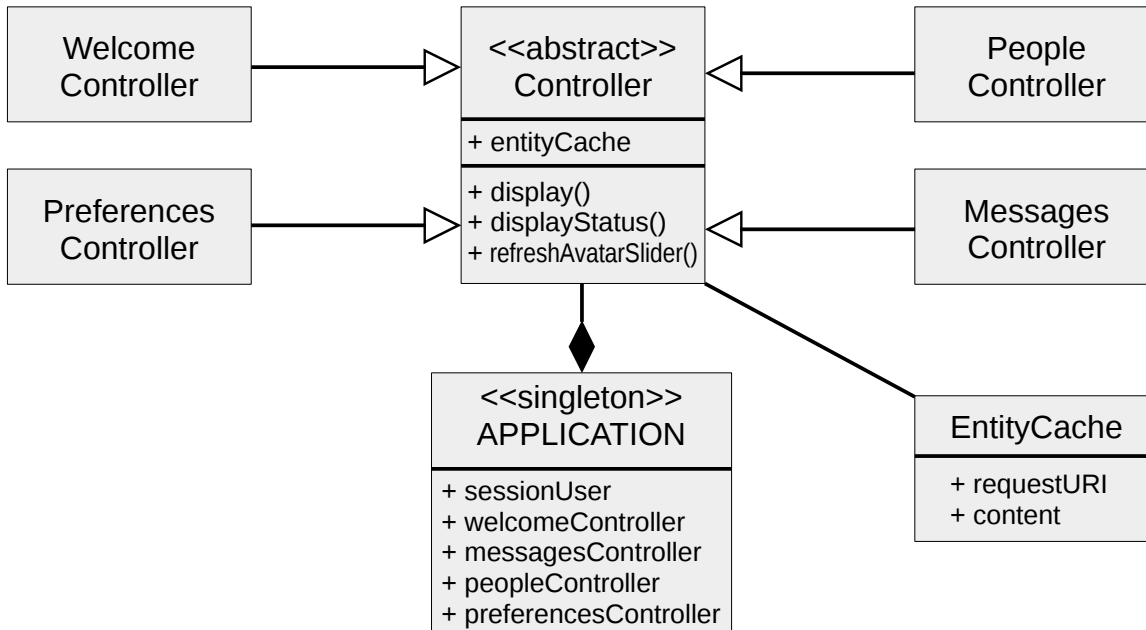 Welcome
Controller
<<abstract>>
Controller
+ entityCache
+ display()
+ displayStatus()
+ refreshAvatarSlider()
People
Controller
Preferences
Controller
Messages
Controller
<<singleton>>
APPLICATION
+ sessionUser
+ welcomeController
+ messagesController
+ peopleController
+ preferencesController
EntityCache
+ requestURI
+ content